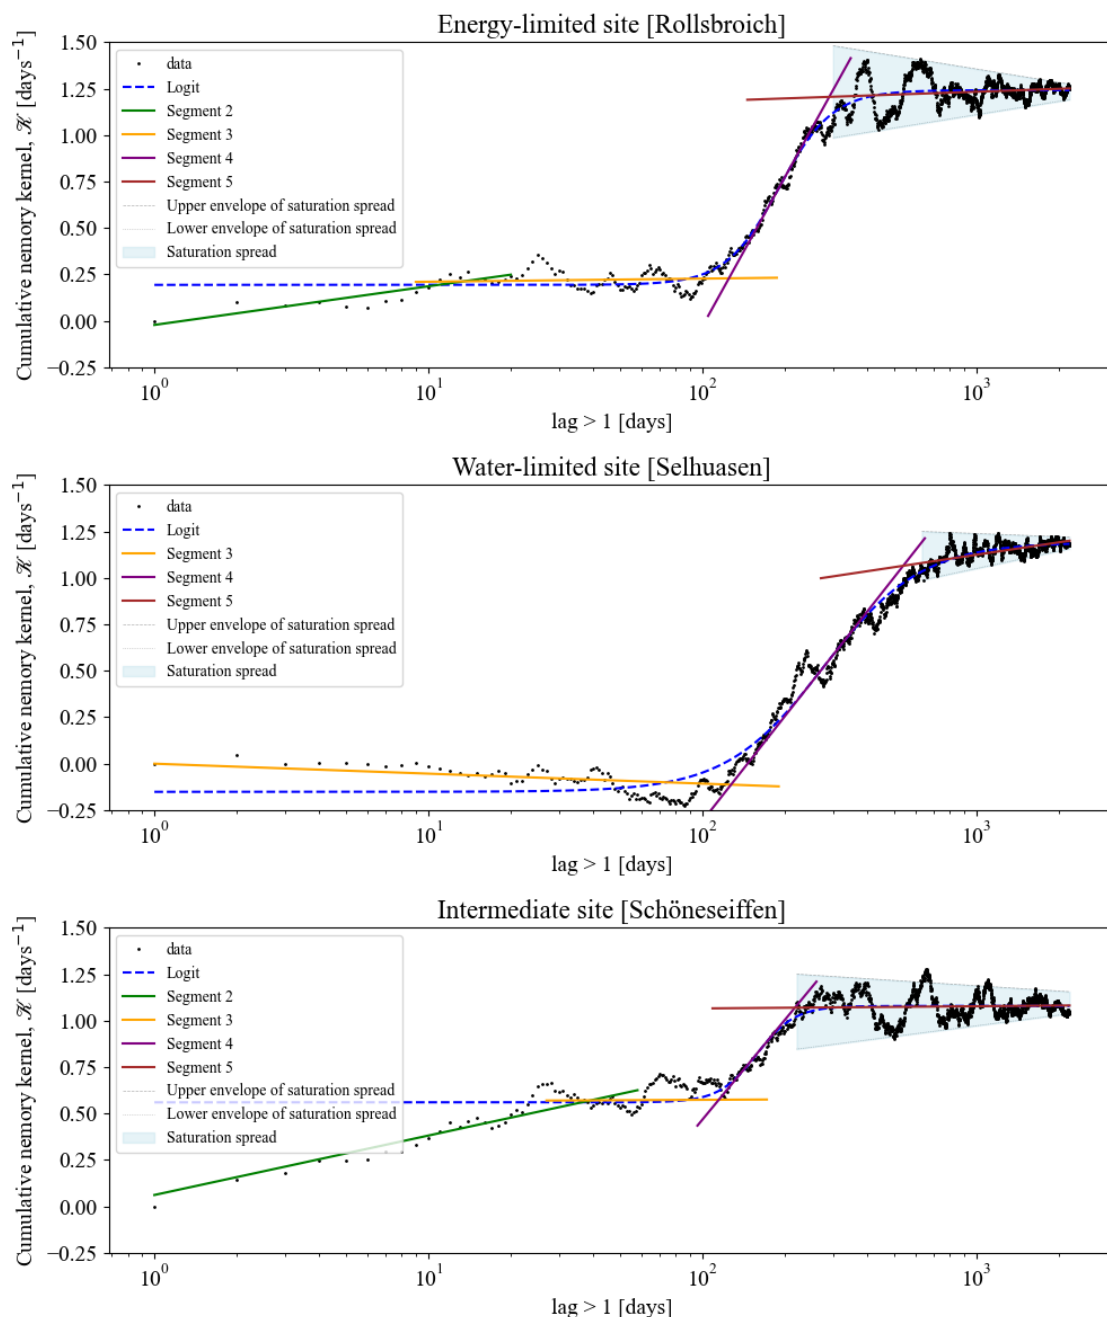 Energy-limited site [Rollsbroich]
Cumulative nemory kernel, 𝒦 [days⁻¹]
1.50
1.25
1.00
0.75
0.50
0.25
0.00
−0.25
data
Logit
Segment 2
Segment 3
Segment 4
Segment 5
Upper envelope of saturation spread
Lower envelope of saturation spread
Saturation spread
10⁰ 10¹ 10² 10³
lag > 1 [days]
Water-limited site [Selhuasen]
Cumulative nemory kernel, 𝒦 [days⁻¹]
1.50
1.25
1.00
0.75
0.50
0.25
0.00
−0.25
data
Logit
Segment 3
Segment 4
Segment 5
Upper envelope of saturation spread
Lower envelope of saturation spread
Saturation spread
10⁰ 10¹ 10² 10³
lag > 1 [days]
Intermediate site [Schöneseiffen]
Cumulative nemory kernel, 𝒦 [days⁻¹]
1.50
1.25
1.00
0.75
0.50
0.25
0.00
−0.25
data
Logit
Segment 2
Segment 3
Segment 4
Segment 5
Upper envelope of saturation spread
Lower envelope of saturation spread
Saturation spread
10⁰ 10¹ 10² 10³
lag > 1 [days]